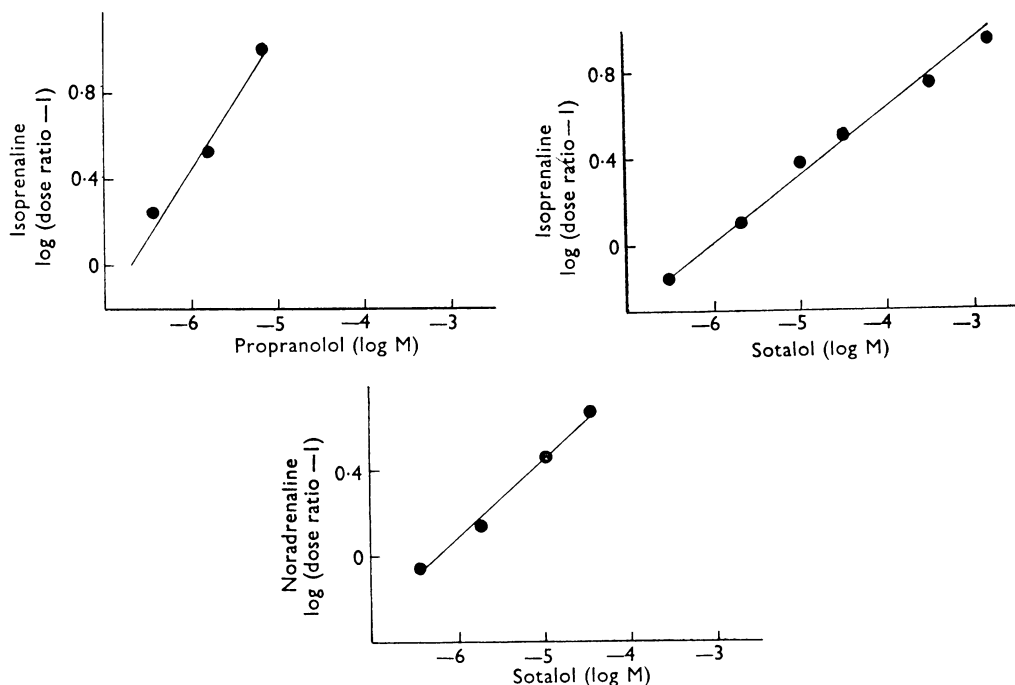 Isoprenaline
log (dose ratio —1)
0·8
0·4
0
—6 —5 —4 —3
Propranolol (log M)
Isoprenaline
log (dose ratio—1)
0·8
0·4
0
—6 —5 —4 —3
Sotalol (log M)
Noradrenaline
log (dose ratio —1)
0·4
0
—6 —5 —4 —3
Sotalol (log M)